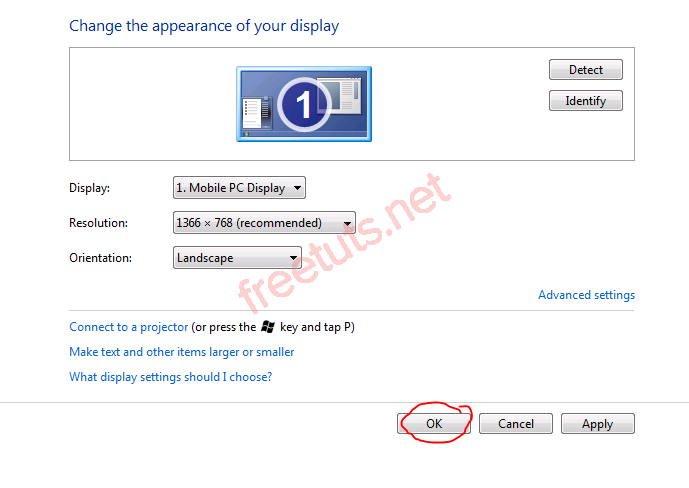 Change the appearance of your display
1
Detect
Identify
Display: 1. Mobile PC Display
Resolution: 1366 × 768 (recommended)
Orientation: Landscape
freetuts.net
Advanced settings
Connect to a projector (or press the key and tap P)
Make text and other items larger or smaller
What display settings should I choose?
OK Cancel Apply